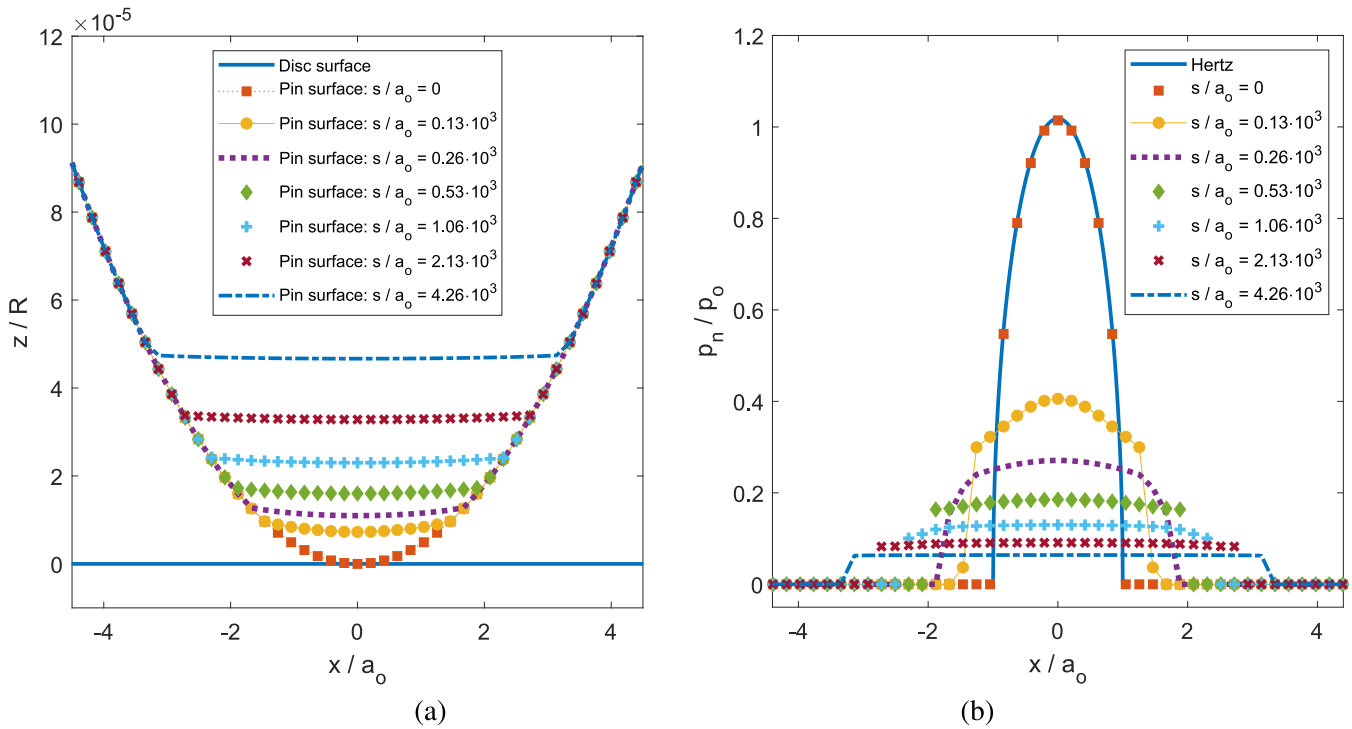 ×10⁻⁵
12
10
8
6
4
2
0
z / R
-4
-2
0
2
4
x / aₒ
Disc surface
Pin surface: s / aₒ = 0
Pin surface: s / aₒ = 0.13·10³
Pin surface: s / aₒ = 0.26·10³
Pin surface: s / aₒ = 0.53·10³
Pin surface: s / aₒ = 1.06·10³
Pin surface: s / aₒ = 2.13·10³
Pin surface: s / aₒ = 4.26·10³
(a)
1.2
1
0.8
0.6
0.4
0.2
0
pₙ / pₒ
-4
-2
0
2
4
x / aₒ
Hertz
s / aₒ = 0
s / aₒ = 0.13·10³
s / aₒ = 0.26·10³
s / aₒ = 0.53·10³
s / aₒ = 1.06·10³
s / aₒ = 2.13·10³
s / aₒ = 4.26·10³
(b)